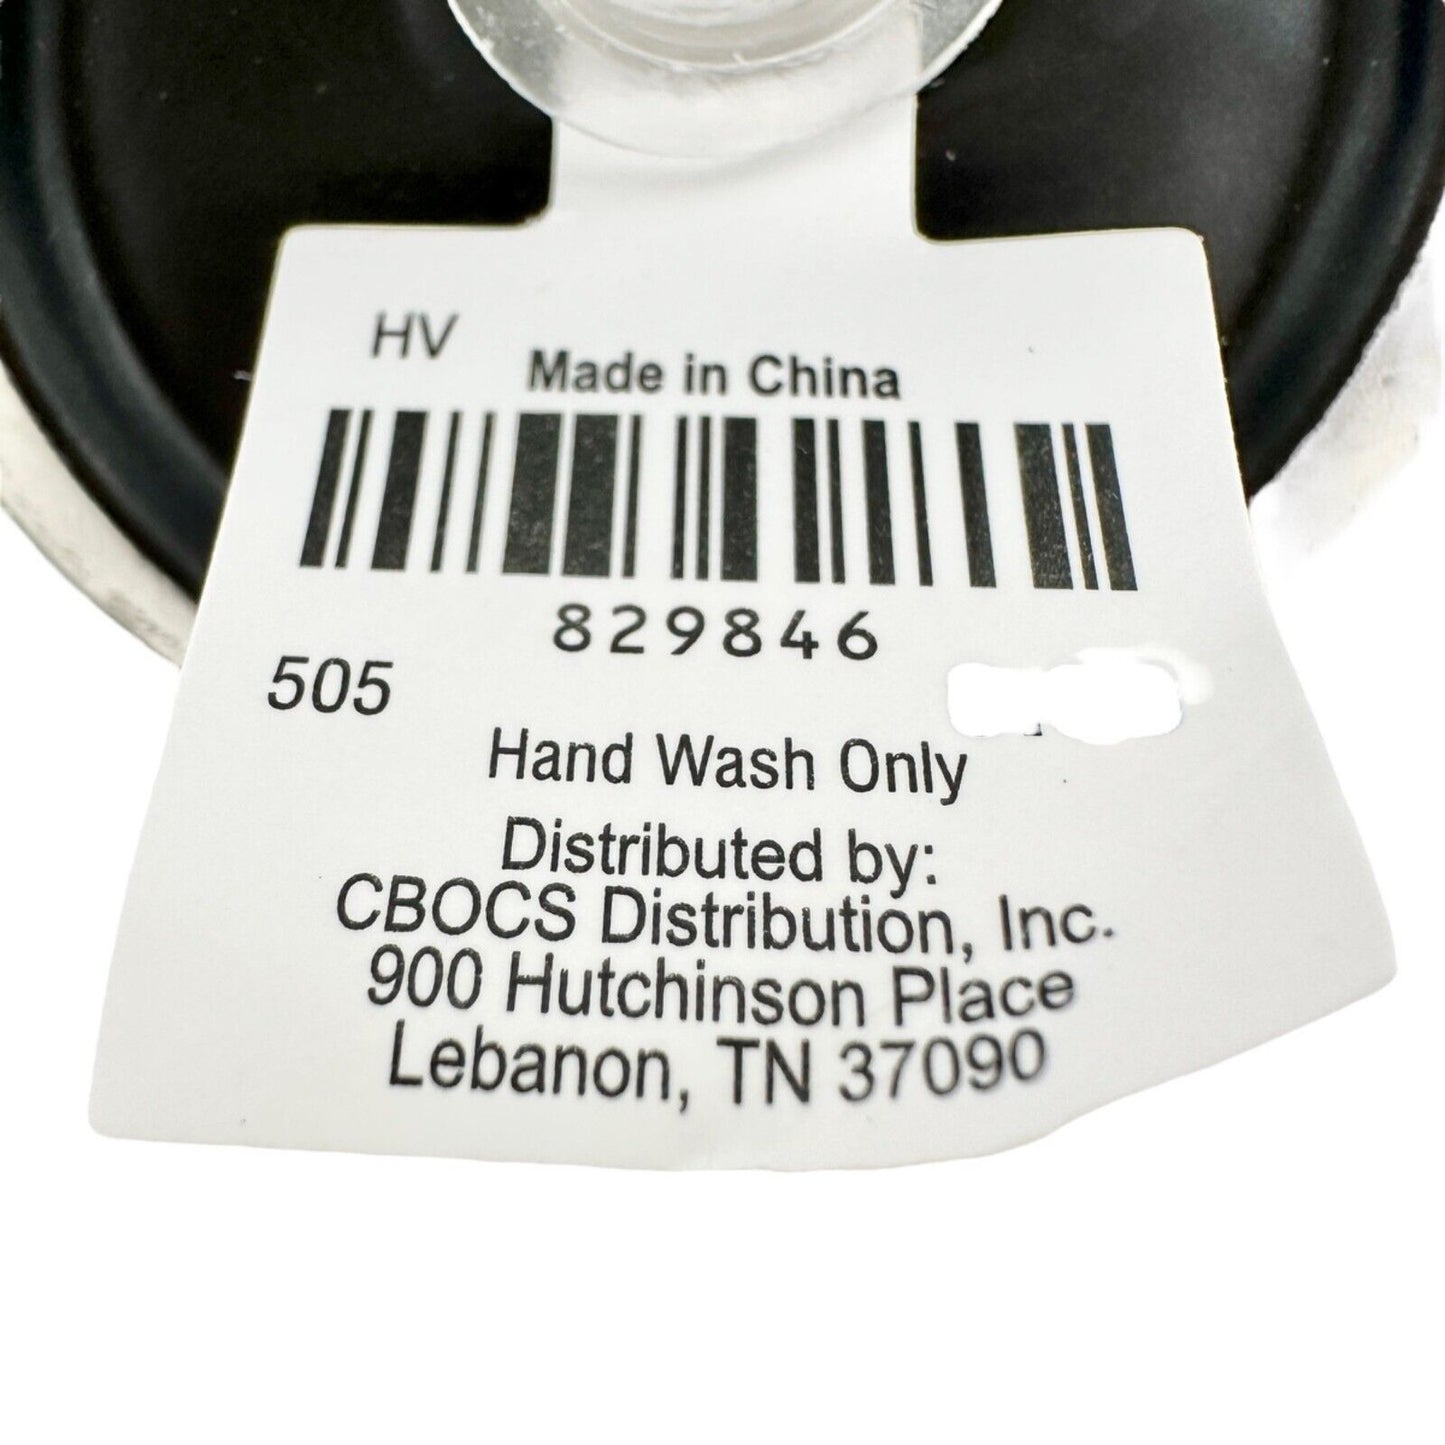 HV
Made in China
829846
505
Hand Wash Only
Distributed by:
CBOCS Distribution, Inc.
900 Hutchinson Place
Lebanon, TN 37090